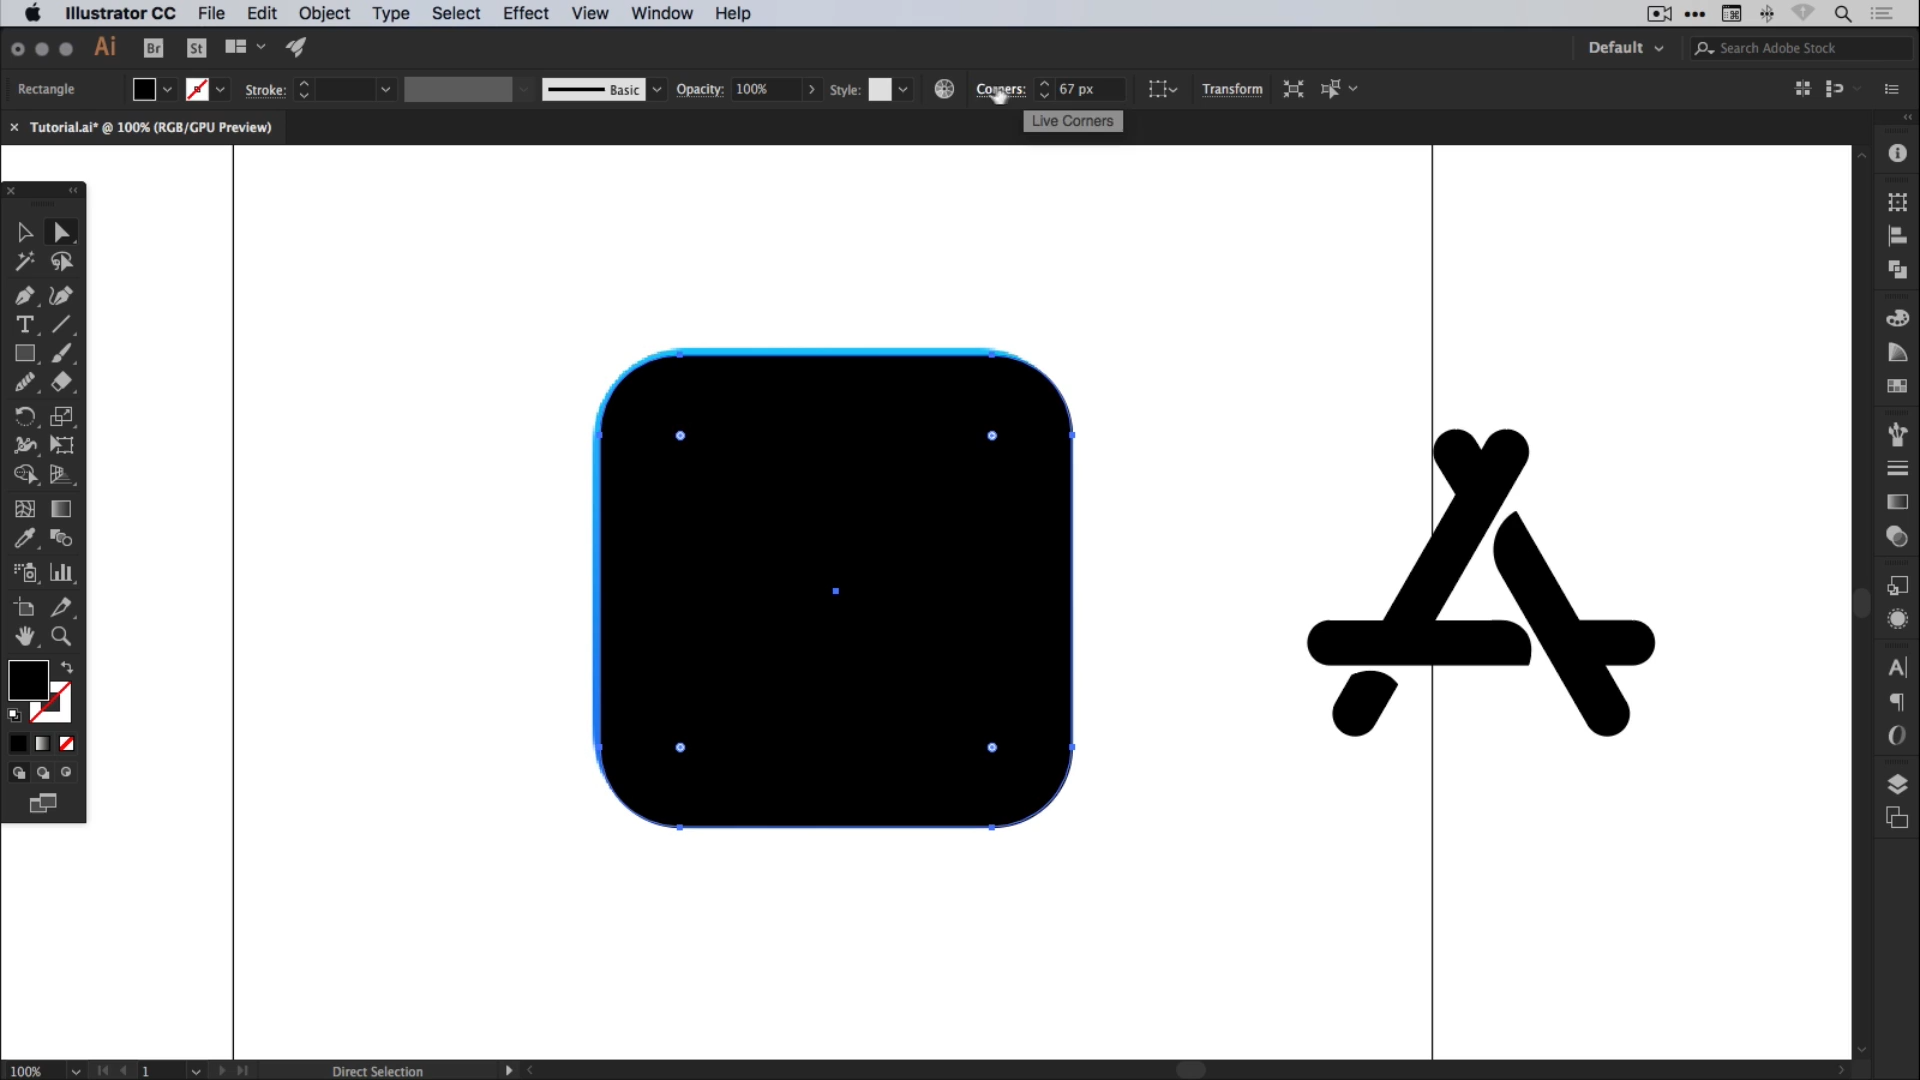 Illustrator CC File Edit Object Type Select Effect View Window Help
Ai Br St Default Search Adobe Stock
Rectangle Stroke: Basic Opacity: 100% Style: Corners: 67 px Transform
Live Corners
Tutorial.ai* @ 100% (RGB/GPU Preview)
100% 1 Direct Selection